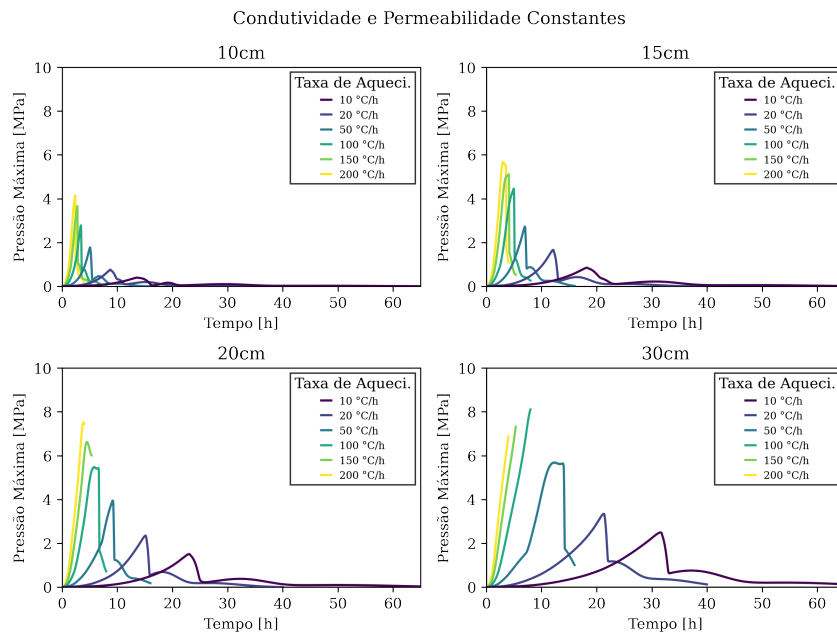 Condutividade e Permeabilidade Constantes
10cm
Pressão Máxima [MPa]
10
8
6
4
2
0
Taxa de Aqueci.
10 °C/h
20 °C/h
50 °C/h
100 °C/h
150 °C/h
200 °C/h
0 10 20 30 40 50 60
Tempo [h]
15cm
Pressão Máxima [MPa]
10
8
6
4
2
0
Taxa de Aqueci.
10 °C/h
20 °C/h
50 °C/h
100 °C/h
150 °C/h
200 °C/h
0 10 20 30 40 50 60
Tempo [h]
20cm
Pressão Máxima [MPa]
10
8
6
4
2
0
Taxa de Aqueci.
10 °C/h
20 °C/h
50 °C/h
100 °C/h
150 °C/h
200 °C/h
0 10 20 30 40 50 60
Tempo [h]
30cm
Pressão Máxima [MPa]
10
8
6
4
2
0
Taxa de Aqueci.
10 °C/h
20 °C/h
50 °C/h
100 °C/h
150 °C/h
200 °C/h
0 10 20 30 40 50 60
Tempo [h]